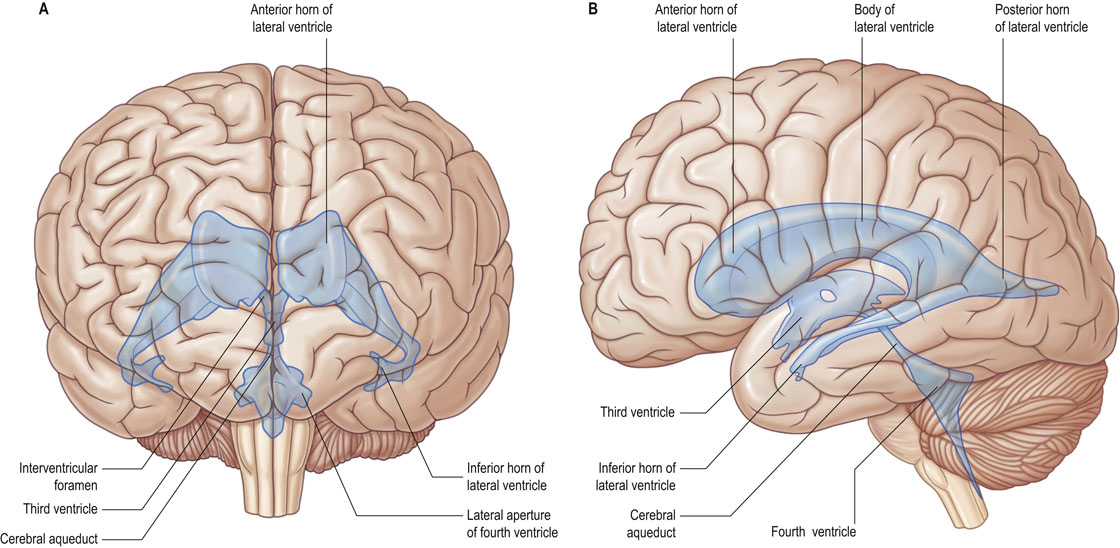 A
Anterior horn of
lateral ventricle
Interventricular
foramen
Third ventricle
Cerebral aqueduct
Inferior horn of
lateral ventricle
Lateral aperture
of fourth ventricle
B
Anterior horn of
lateral ventricle
Body of
lateral ventricle
Posterior horn
of lateral ventricle
Third ventricle
Inferior horn of
lateral ventricle
Cerebral
aqueduct
Fourth ventricle